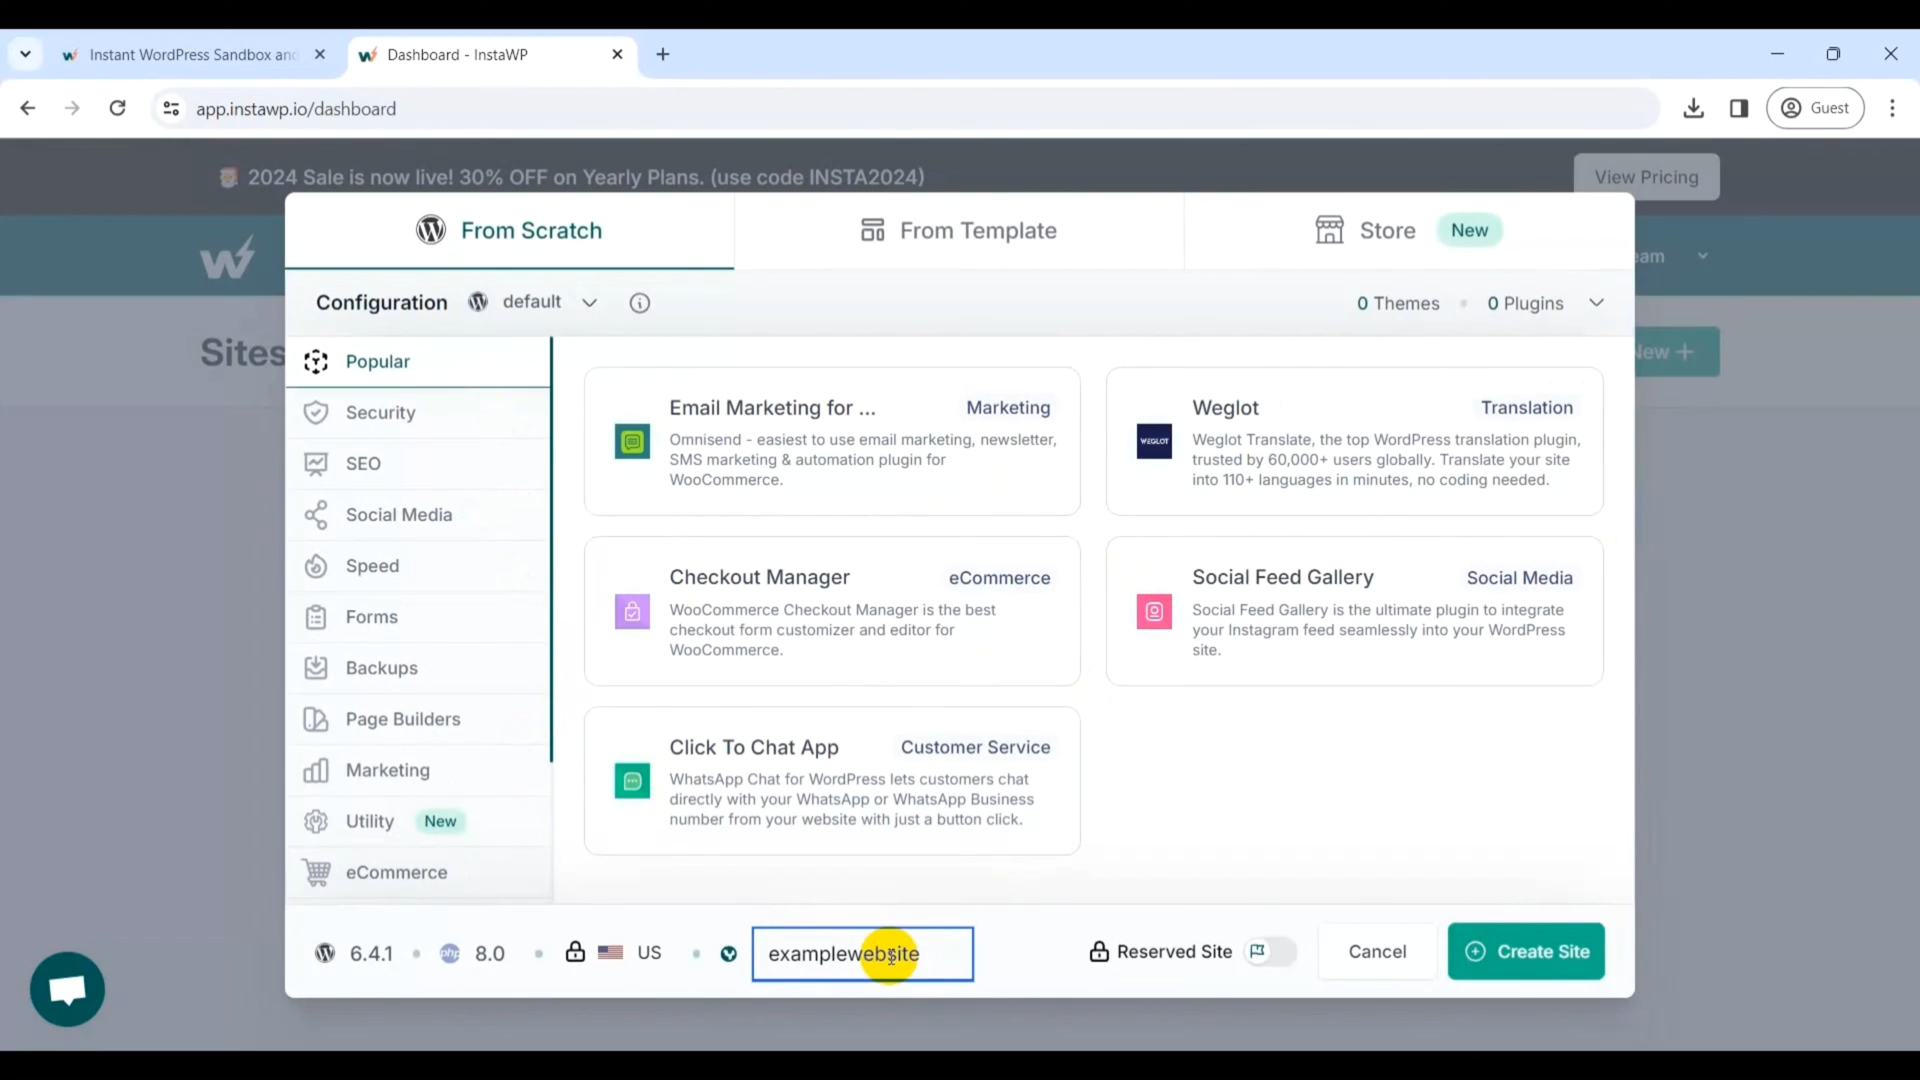 Instant WordPress Sandbox and
Dashboard - InstaWP
app.instawp.io/dashboard
Guest
2024 Sale is now live! 30% OFF on Yearly Plans. (use code INSTA2024)
View Pricing
From Scratch
From Template
Store New
eam
Configuration default
0 Themes 0 Plugins
Sites
New +
Popular
Security
SEO
Social Media
Speed
Forms
Backups
Page Builders
Marketing
Utility New
eCommerce
Email Marketing for ... Marketing
Omnisend - easiest to use email marketing, newsletter,
SMS marketing & automation plugin for
WooCommerce.
WEGLOT
Weglot Translation
Weglot Translate, the top WordPress translation plugin,
trusted by 60,000+ users globally. Translate your site
into 110+ languages in minutes, no coding needed.
Checkout Manager eCommerce
WooCommerce Checkout Manager is the best
checkout form customizer and editor for
WooCommerce.
Social Feed Gallery Social Media
Social Feed Gallery is the ultimate plugin to integrate
your Instagram feed seamlessly into your WordPress
site.
Click To Chat App Customer Service
WhatsApp Chat for WordPress lets customers chat
directly with your WhatsApp or WhatsApp Business
number from your website with just a button click.
6.4.1 php 8.0 US examplewebsite
Reserved Site
Cancel
Create Site